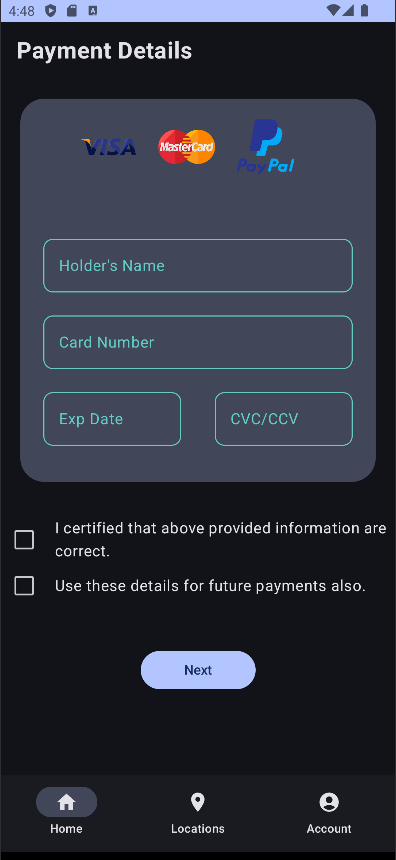 4:48
Payment Details
VISA
MasterCard
PayPal
Holder's Name
Card Number
Exp Date
CVC/CCV
I certified that above provided information are
correct.
Use these details for future payments also.
Next
Home
Locations
Account